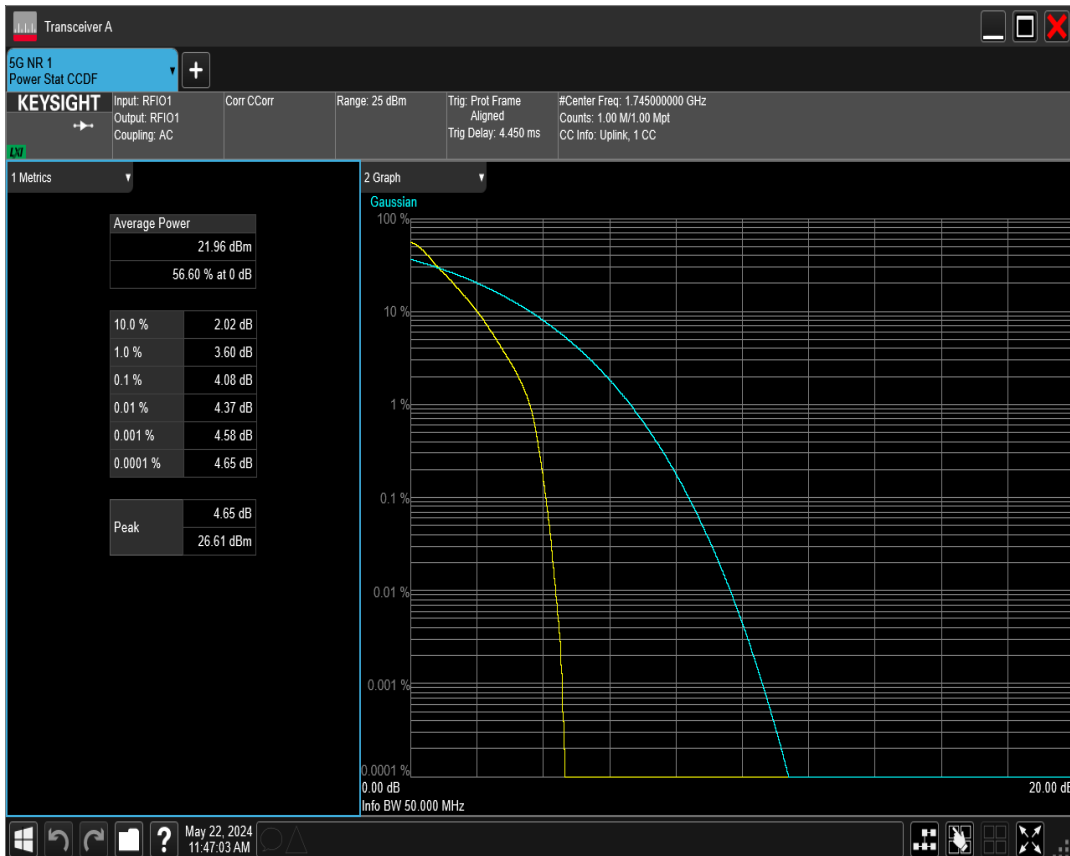 Transceiver A
5G NR 1
Power Stat CCDF
KEYSIGHT
LXI
Input: RFIO1
Output: RFIO1
Coupling: AC
Corr CCorr
Range: 25 dBm
Trig: Prot Frame
Aligned
Trig Delay: 4.450 ms
#Center Freq: 1.745000000 GHz
Counts: 1.00 M/1.00 Mpt
CC Info: Uplink, 1 CC
1 Metrics
Average Power
21.96 dBm
56.60 % at 0 dB
10.0 % 2.02 dB
1.0 % 3.60 dB
0.1 % 4.08 dB
0.01 % 4.37 dB
0.001 % 4.58 dB
0.0001 % 4.65 dB
Peak
4.65 dB
26.61 dBm
2 Graph
Gaussian
100 %
10 %
1 %
0.1 %
0.01 %
0.001 %
0.0001 %
0.00 dB 20.00 dB
Info BW 50.000 MHz
May 22, 2024
11:47:03 AM